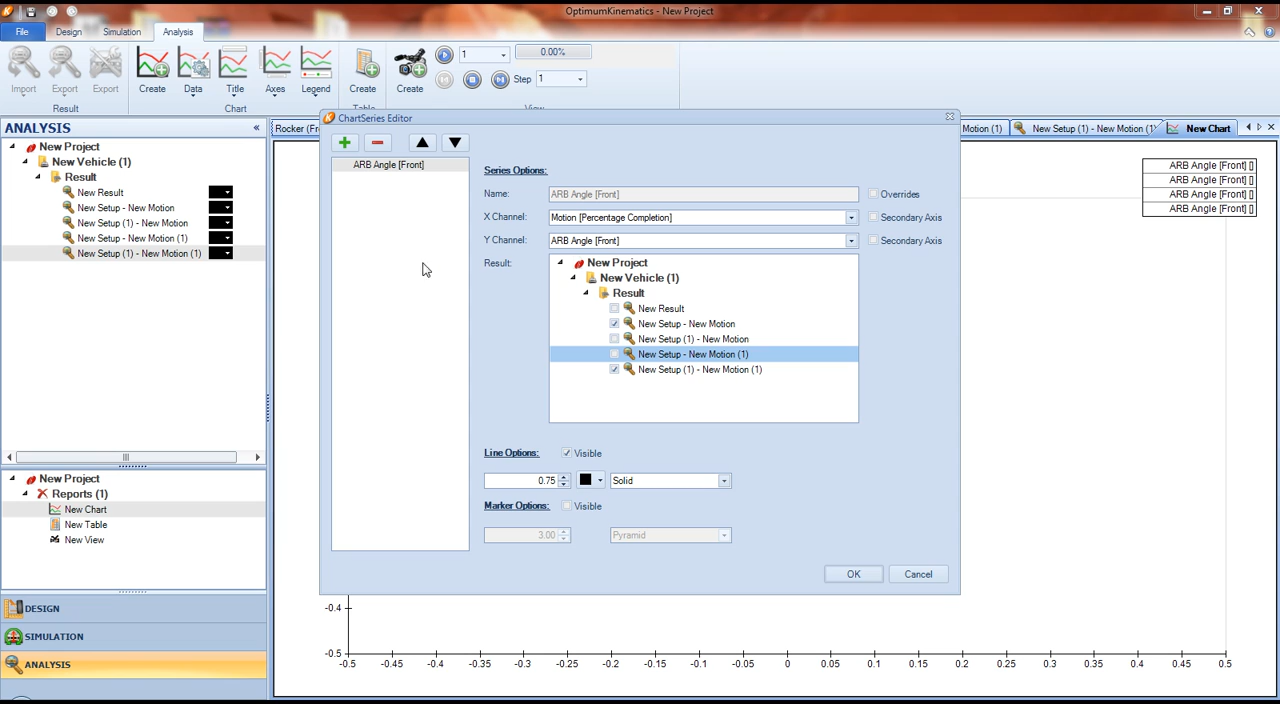 OptimumKinematics - New Project
File Design Simulation Analysis
Import Export Export
Result
Create Data Title Axes Legend
Chart
Create
Table
Create
1 0.00%
Step 1
View
ANALYSIS «
New Project
New Vehicle (1)
Result
New Result
New Setup - New Motion
New Setup (1) - New Motion
New Setup - New Motion (1)
New Setup (1) - New Motion (1)
New Project
Reports (1)
New Chart
New Table
New View
DESIGN
SIMULATION
ANALYSIS
Rocker (Fr
Motion (1) New Setup (1) - New Motion (1) New Chart
ARB Angle [Front] []
ARB Angle [Front] []
ARB Angle [Front] []
ARB Angle [Front] []
ChartSeries Editor
ARB Angle [Front]
Series Options:
Name: ARB Angle [Front] Overrides
X Channel: Motion [Percentage Completion] Secondary Axis
Y Channel: ARB Angle [Front] Secondary Axis
Result:
New Project
New Vehicle (1)
Result
New Result
New Setup - New Motion
New Setup (1) - New Motion
New Setup - New Motion (1)
New Setup (1) - New Motion (1)
Line Options: Visible
0.75 Solid
Marker Options: Visible
3.00 Pyramid
OK Cancel
-0.4
-0.5
-0.5 -0.45 -0.4 -0.35 -0.3 -0.25 -0.2 -0.15 -0.1 -0.05 0 0.05 0.1 0.15 0.2 0.25 0.3 0.35 0.4 0.45 0.5